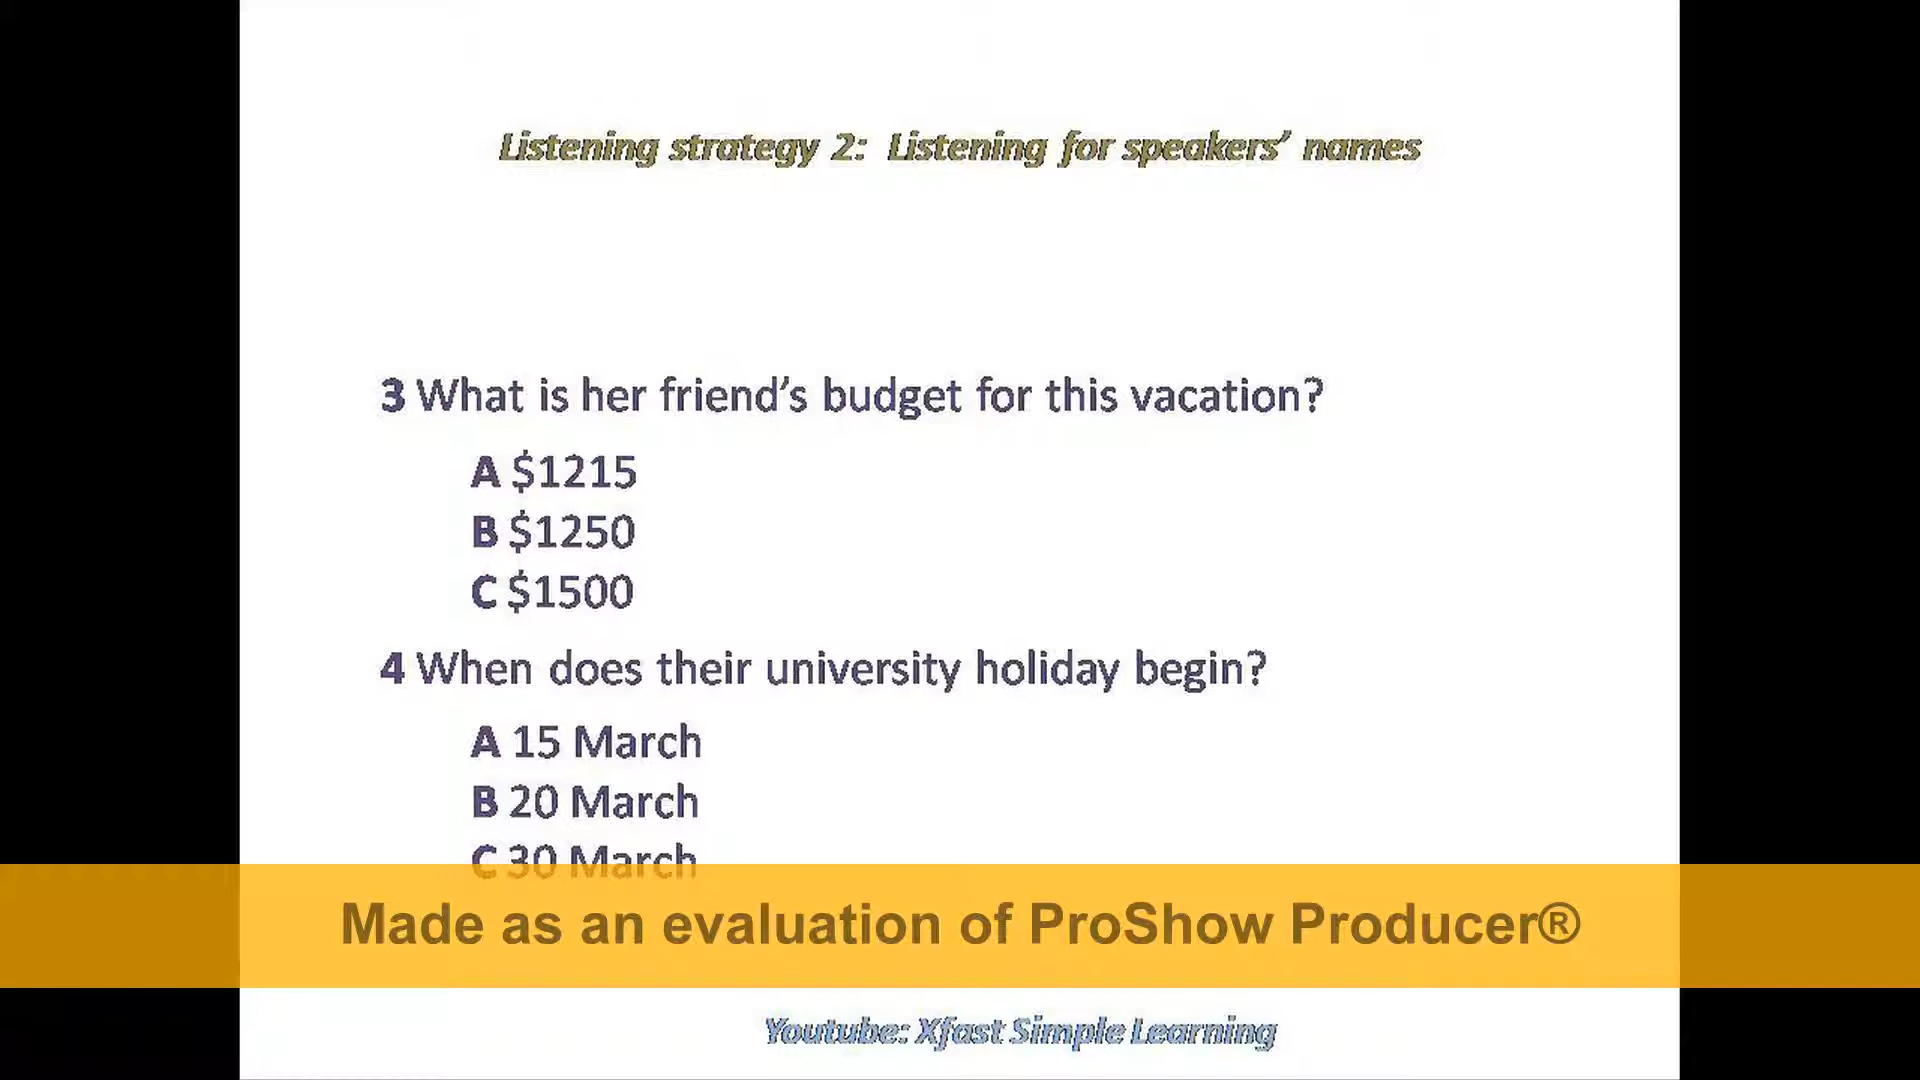 Listening strategy 2: Listening for speakers’ names
3 What is her friend’s budget for this vacation?
A $1215
B $1250
C $1500
4 When does their university holiday begin?
A 15 March
B 20 March
C 30 March
Made as an evaluation of ProShow Producer®
Youtube: Xfast Simple Learning